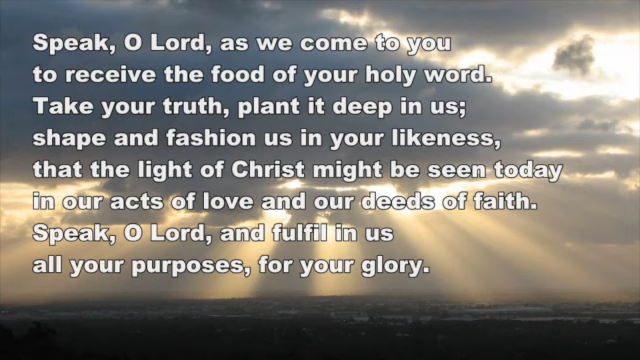 Speak, O Lord, as we come to you
to receive the food of your holy word.
Take your truth, plant it deep in us;
shape and fashion us in your likeness,
that the light of Christ might be seen today
in our acts of love and our deeds of faith.
Speak, O Lord, and fulfil in us
all your purposes, for your glory.